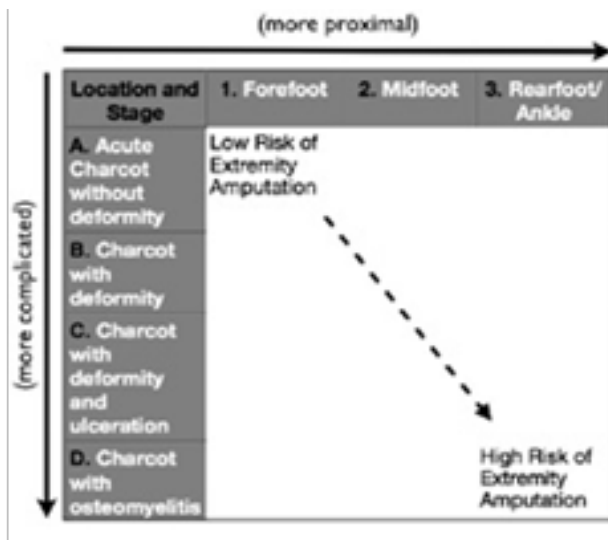 (more proximal)
(more complicated)
Location and
Stage
1. Forefoot
2. Midfoot
3. Rearfoot/
Ankle
A. Acute
Charcot
without
deformity
Low Risk of
Extremity
Amputation
B. Charcot
with
deformity
C. Charcot
with
deformity
and
ulceration
D. Charcot
with
osteomyelitis
High Risk of
Extremity
Amputation